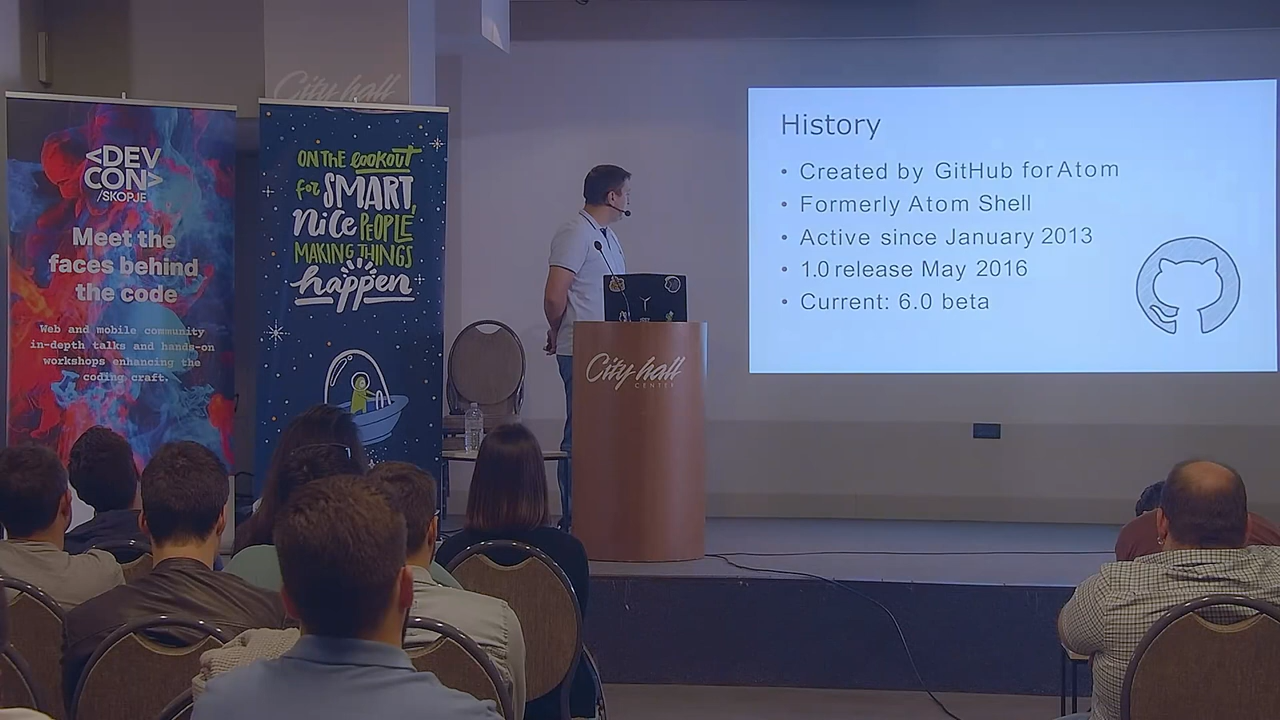 City hall
<DEV
CON>
/SKOPJE
Meet the
faces behind
the code
Web and mobile community
in-depth talks and hands-on
workshops enhancing the
coding craft.
ON THE lookout
for SMART,
nice PEOPLE
MAKING THINGS
happen
City hall
CENTER
History
• Created by GitHub for Atom
• Formerly Atom Shell
• Active since January 2013
• 1.0 release May 2016
• Current: 6.0 beta